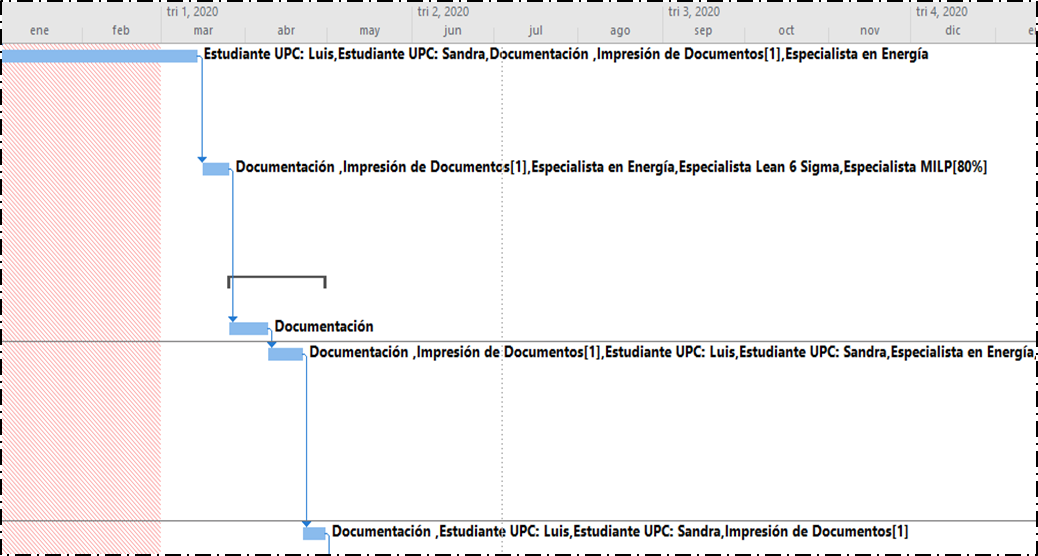 tri 1, 2020 tri 2, 2020 tri 3, 2020 tri 4, 2020
ene feb mar abr may jun jul ago sep oct nov dic
Estudiante UPC: Luis,Estudiante UPC: Sandra,Documentación ,Impresión de Documentos[1],Especialista en Energía
Documentación ,Impresión de Documentos[1],Especialista en Energía,Especialista Lean 6 Sigma,Especialista MILP[80%]
Documentación
Documentación ,Impresión de Documentos[1],Estudiante UPC: Luis,Estudiante UPC: Sandra,Especialista en Energía,
Documentación ,Estudiante UPC: Luis,Estudiante UPC: Sandra,Impresión de Documentos[1]